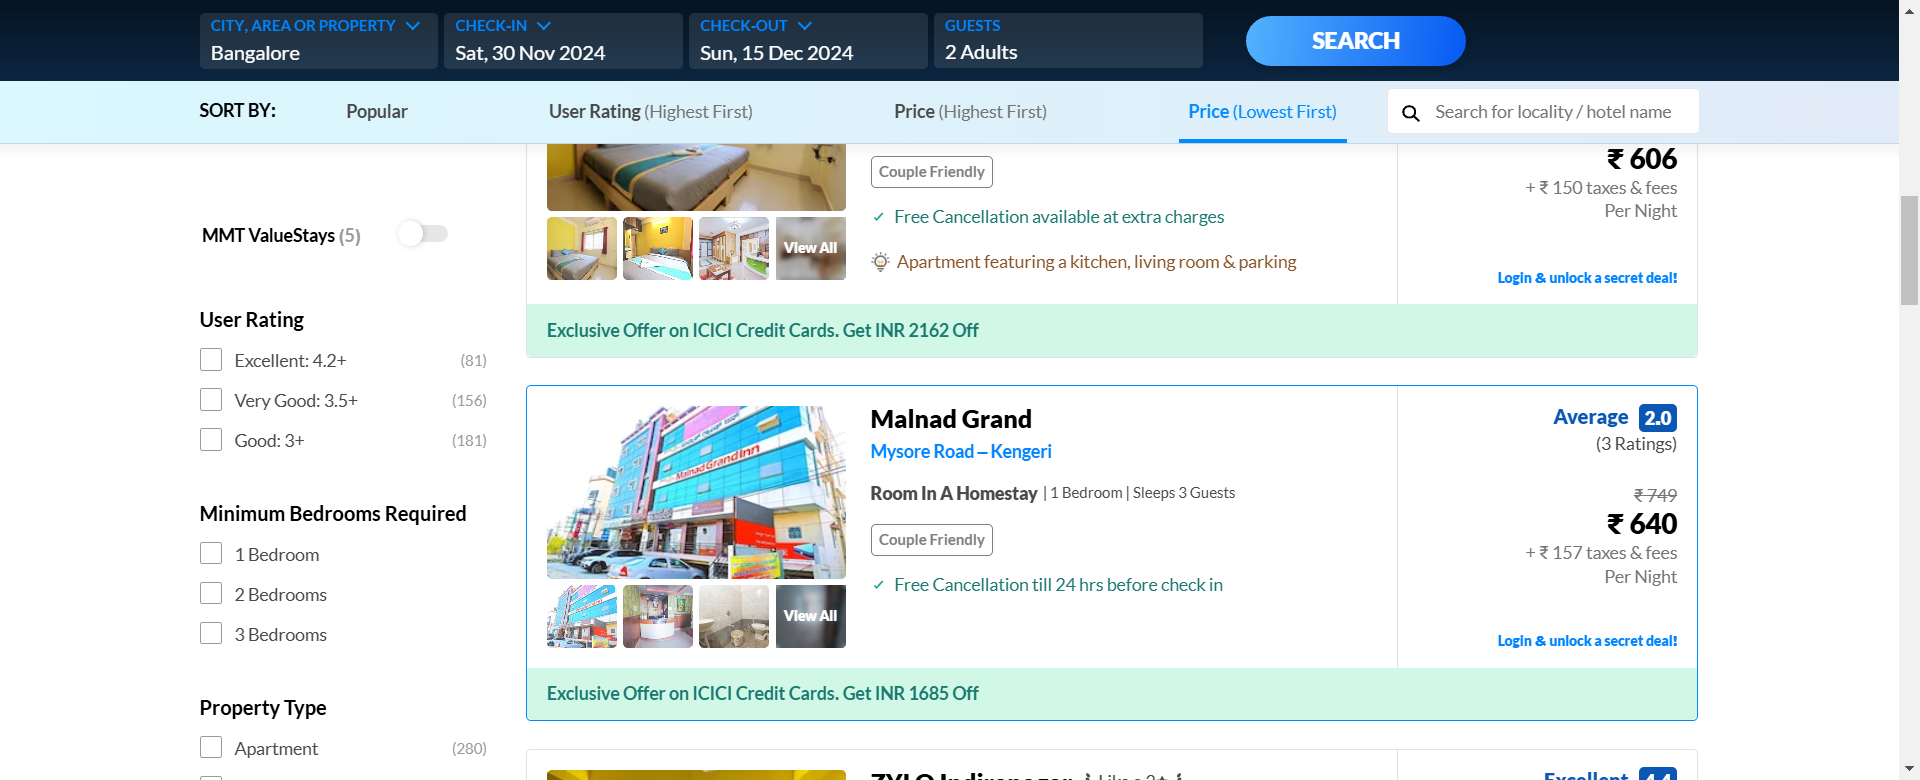 CITY, AREA OR PROPERTY
Bangalore
CHECK-IN
Sat, 30 Nov 2024
CHECK-OUT
Sun, 15 Dec 2024
GUESTS
2 Adults
SEARCH
SORT BY:
Popular
User Rating (Highest First)
Price (Highest First)
Price (Lowest First)
Search for locality / hotel name
MMT ValueStays (5)
User Rating
Excellent: 4.2+ (81)
Very Good: 3.5+ (156)
Good: 3+ (181)
Minimum Bedrooms Required
1 Bedroom
2 Bedrooms
3 Bedrooms
Property Type
Apartment (280)
View All
Couple Friendly
Free Cancellation available at extra charges
Apartment featuring a kitchen, living room & parking
₹ 606
+ ₹ 150 taxes & fees
Per Night
Login & unlock a secret deal!
Exclusive Offer on ICICI Credit Cards. Get INR 2162 Off
Malnad Grand Inn
View All
Malnad Grand
Mysore Road – Kengeri
Room In A Homestay | 1 Bedroom | Sleeps 3 Guests
Couple Friendly
Free Cancellation till 24 hrs before check in
Average 2.0
(3 Ratings)
₹ 749
₹ 640
+ ₹ 157 taxes & fees
Per Night
Login & unlock a secret deal!
Exclusive Offer on ICICI Credit Cards. Get INR 1685 Off
ZYLO Indiranagar
Excellent 4.4